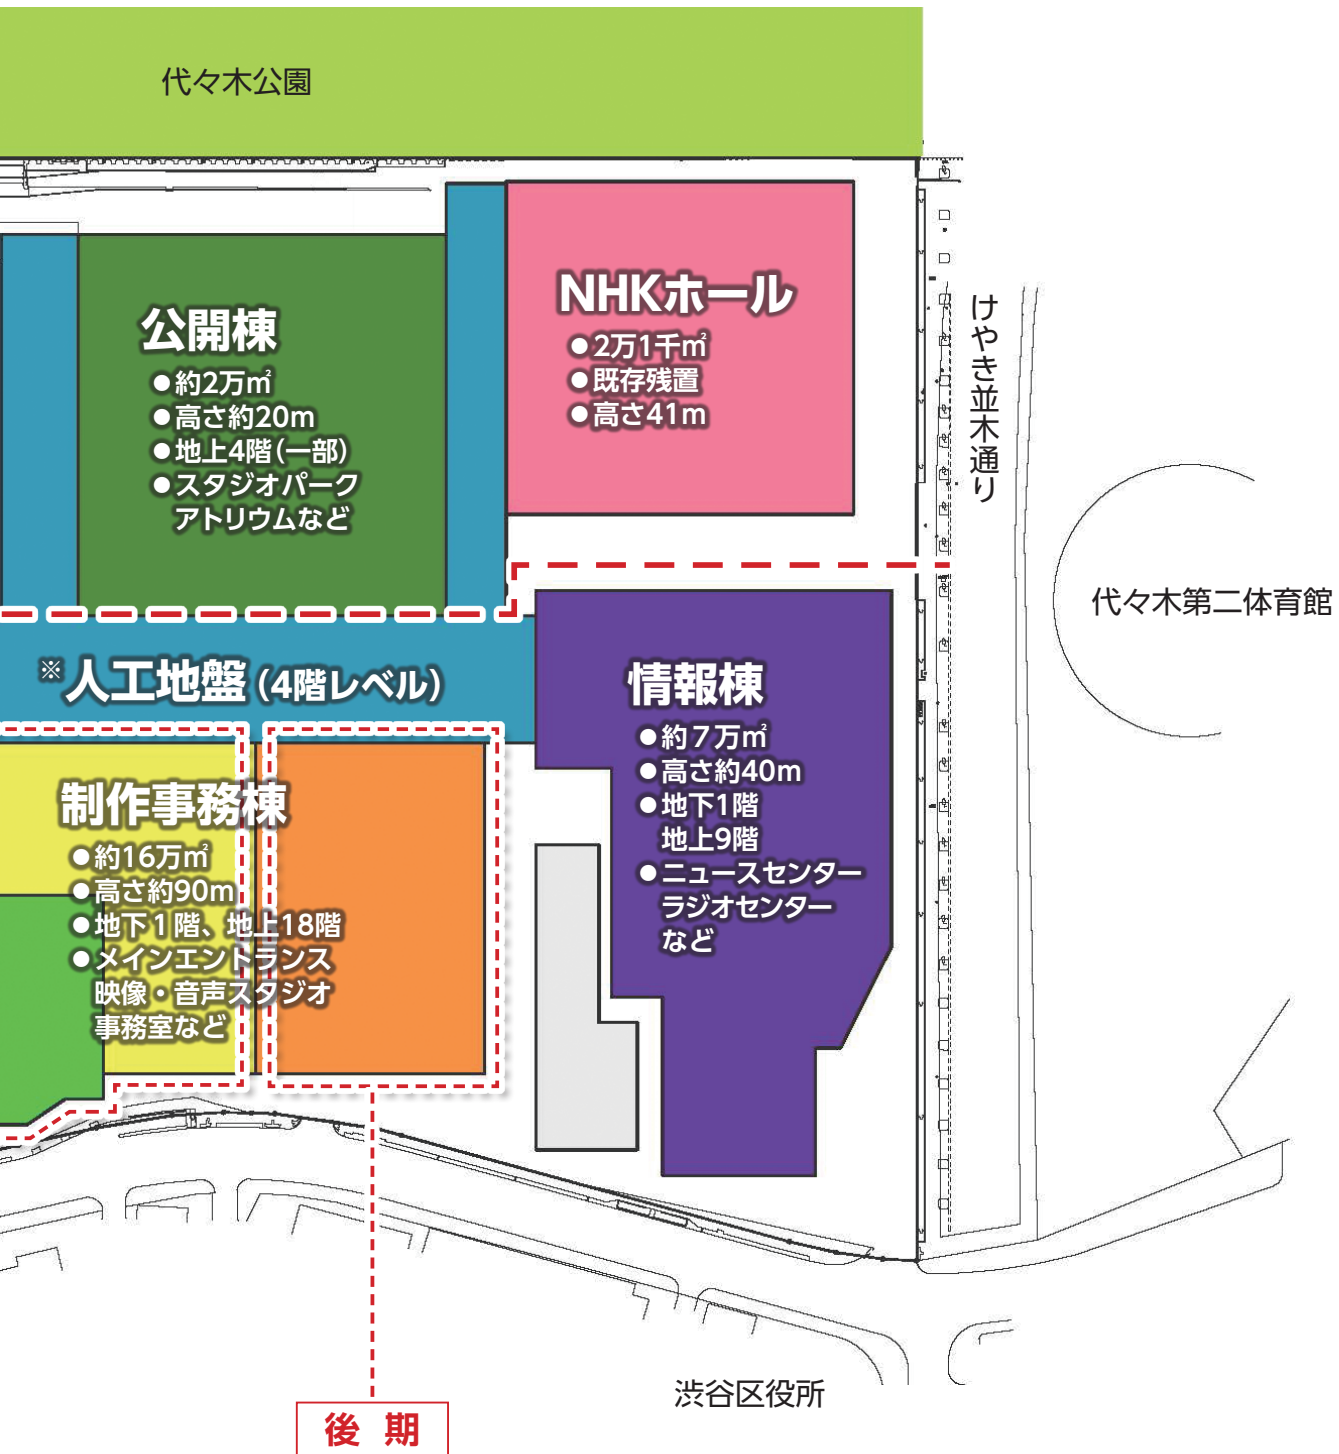 代々木公園
NHKホール
●2万1千㎡
●既存残置
●高さ41m
公開棟
●約2万㎡
●高さ約20m
●地上4階(一部)
●スタジオパーク
アトリウムなど
けやき並木通り
代々木第二体育館
※人工地盤(4階レベル)
情報棟
●約7万㎡
●高さ約40m
●地下1階
地上9階
●ニュースセンター
ラジオセンター
など
制作事務棟
●約16万㎡
●高さ約90m
●地下1階、地上18階
●メインエントランス
映像・音声スタジオ
事務室など
渋谷区役所
後期